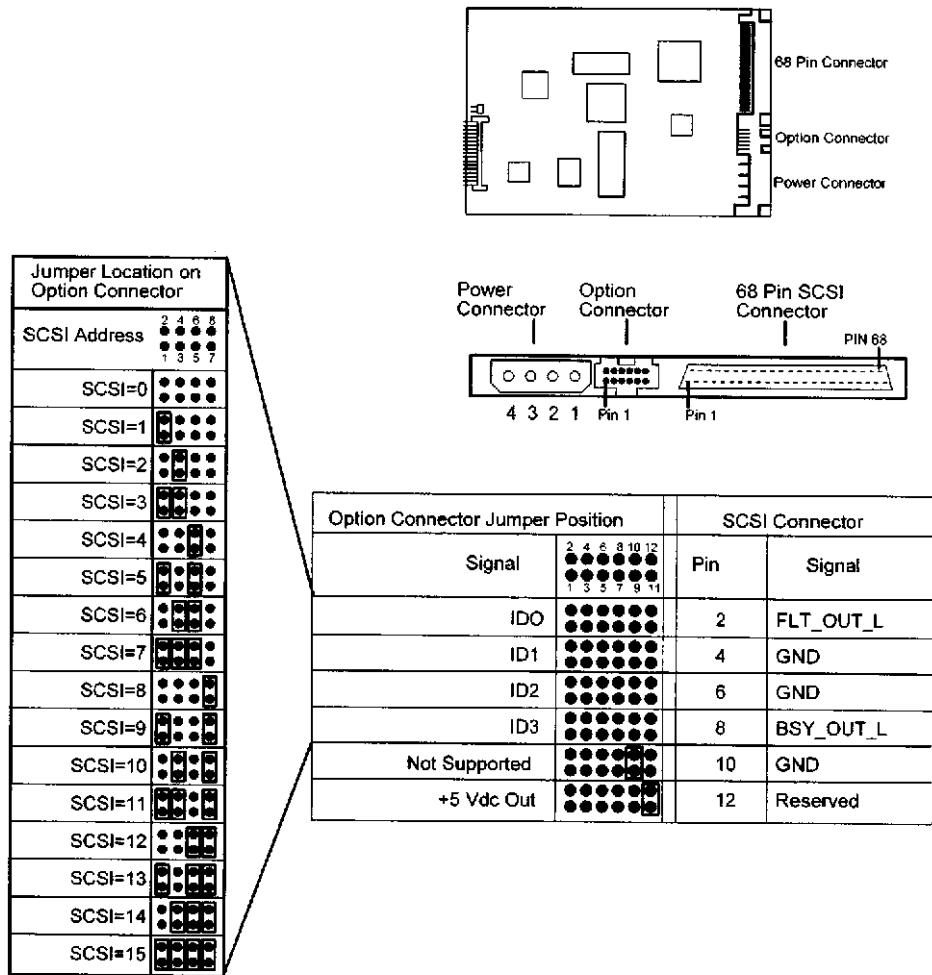 68 Pin Connector
Option Connector
Power Connector
Jumper Location on
Option Connector
2 4 6 8
SCSI Address
1 3 5 7
SCSI=0
SCSI=1
SCSI=2
SCSI=3
SCSI=4
SCSI=5
SCSI=6
SCSI=7
SCSI=8
SCSI=9
SCSI=10
SCSI=11
SCSI=12
SCSI=13
SCSI=14
SCSI=15
Power
Connector
Option
Connector
68 Pin SCSI
Connector
PIN 68
4 3 2 1
Pin 1
Pin 1
Option Connector Jumper Position
SCSI Connector
2 4 6 8 10 12
Signal
1 3 5 7 9 11
Pin
Signal
IDO
2
FLT_OUT_L
ID1
4
GND
ID2
6
GND
ID3
8
BSY_OUT_L
Not Supported
10
GND
+5 Vdc Out
12
Reserved